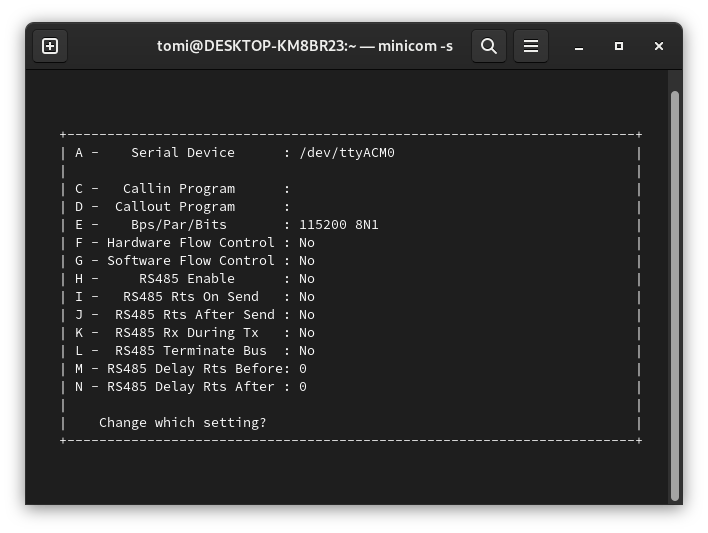 tomi@DESKTOP-KM8BR23:~ — minicom -s
+-----------------------------------------------------------------------+
| A -    Serial Device      : /dev/ttyACM0                              |
|                                                                       |
| C -   Callin Program      :                                           |
| D -  Callout Program      :                                           |
| E -    Bps/Par/Bits       : 115200 8N1                                |
| F - Hardware Flow Control : No                                        |
| G - Software Flow Control : No                                        |
| H -     RS485 Enable      : No                                        |
| I -   RS485 Rts On Send   : No                                        |
| J -  RS485 Rts After Send : No                                        |
| K -  RS485 Rx During Tx   : No                                        |
| L -  RS485 Terminate Bus  : No                                        |
| M - RS485 Delay Rts Before: 0                                         |
| N - RS485 Delay Rts After : 0                                         |
|                                                                       |
|    Change which setting?                                              |
+-----------------------------------------------------------------------+